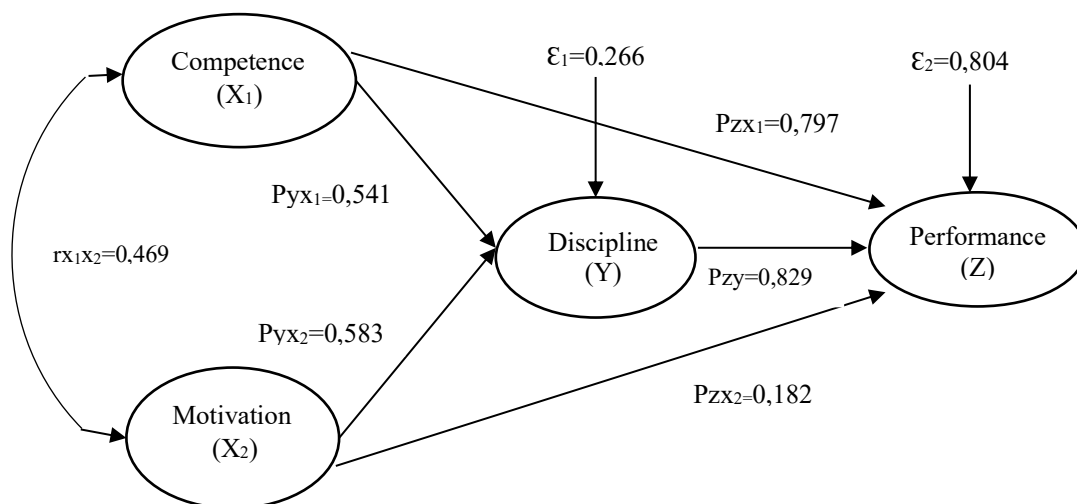 Competence
(X₁)
Ɛ₁=0,266
Ɛ₂=0,804
Pzx₁=0,797
Pyx₁=0,541
rx₁x₂=0,469
Discipline
(Y)
Performance
(Z)
Pzy=0,829
Pyx₂=0,583
Pzx₂=0,182
Motivation
(X₂)